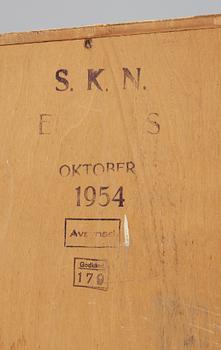 S. K. N.
E S
OKTOBER
1954
Godkänd
179